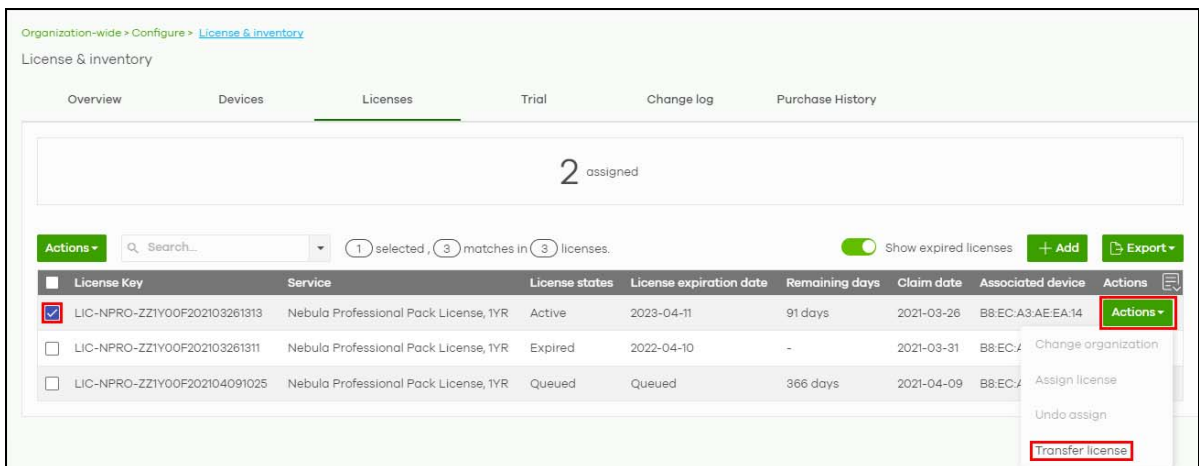 Organization-wide > Configure > License & inventory
License & inventory
Overview Devices Licenses Trial Change log Purchase History
2 assigned
Actions Search... 1 selected , 3 matches in 3 licenses. Show expired licenses + Add Export
License Key Service License states License expiration date Remaining days Claim date Associated device Actions
LIC-NPRO-ZZ1Y00F202103261313 Nebula Professional Pack License, 1YR Active 2023-04-11 91 days 2021-03-26 B8:EC:A3:AE:EA:14 Actions
LIC-NPRO-ZZ1Y00F202103261311 Nebula Professional Pack License, 1YR Expired 2022-04-10 - 2021-03-31 B8:EC:A
Change organization
LIC-NPRO-ZZ1Y00F202104091025 Nebula Professional Pack License, 1YR Queued Queued 366 days 2021-04-09 B8:EC:A
Assign license
Undo assign
Transfer license